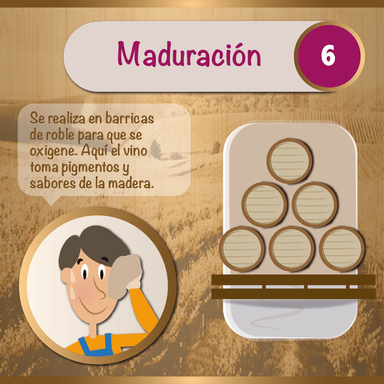 Maduración
6
Se realiza en barricas
de roble para que se
oxigene. Aquí el vino
toma pigmentos y
sabores de la madera.